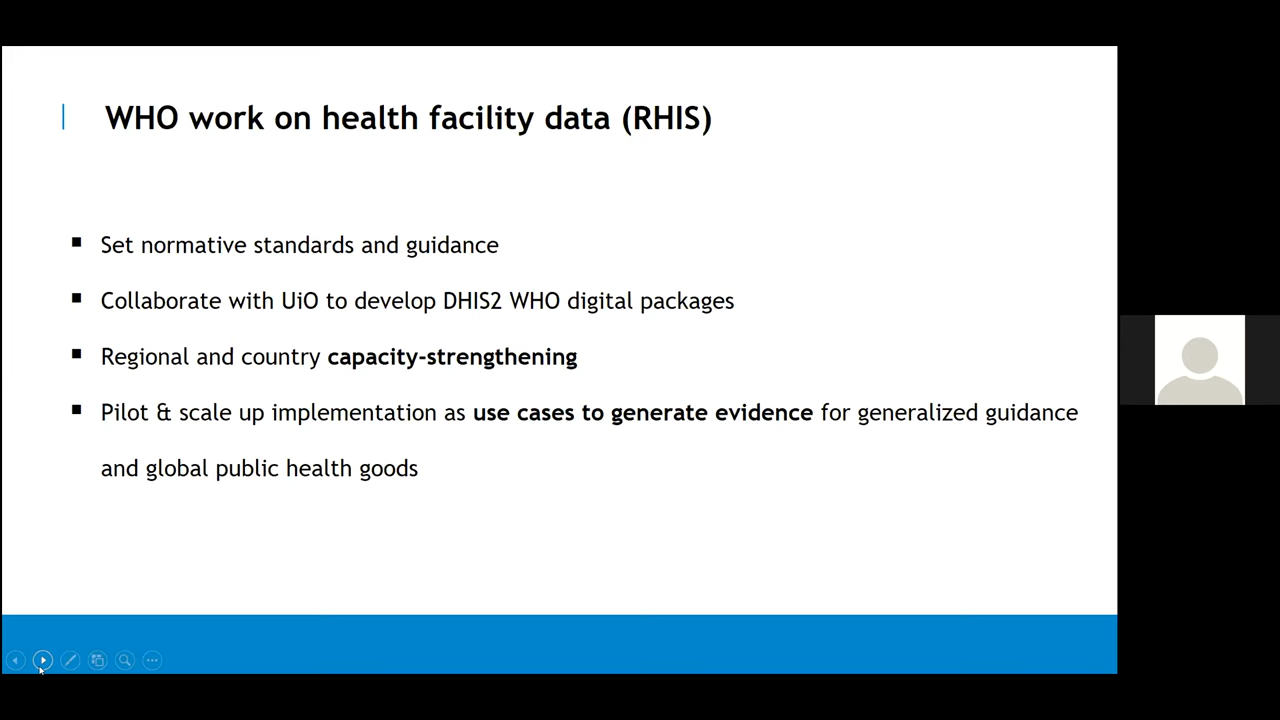 WHO work on health facility data (RHIS)
Set normative standards and guidance
Collaborate with UiO to develop DHIS2 WHO digital packages
Regional and country capacity-strengthening
Pilot & scale up implementation as use cases to generate evidence for generalized guidance
and global public health goods